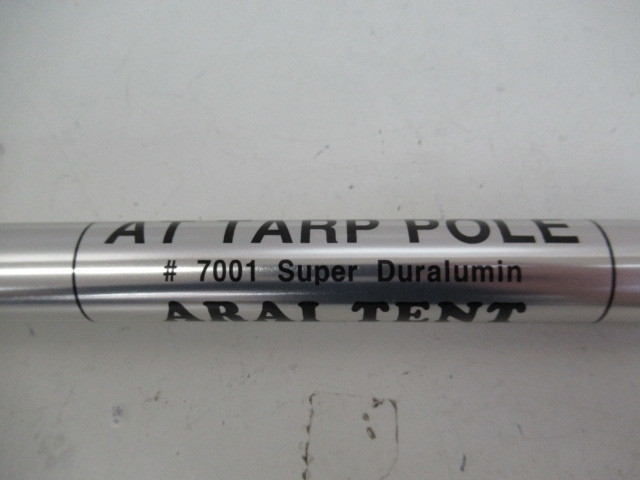 AT TARP POLE
# 7001 Super Duralumin
ARAI TENT